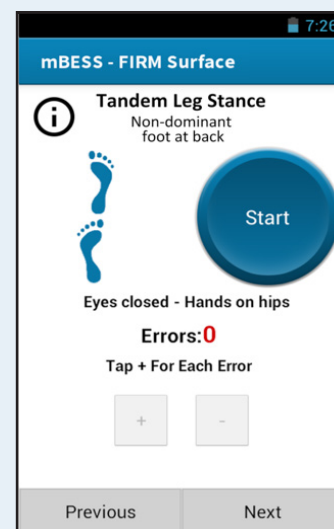 7:26
mBESS - FIRM Surface
Tandem Leg Stance
Non-dominant
foot at back
Start
Eyes closed - Hands on hips
Errors:0
Tap + For Each Error
+ -
Previous Next